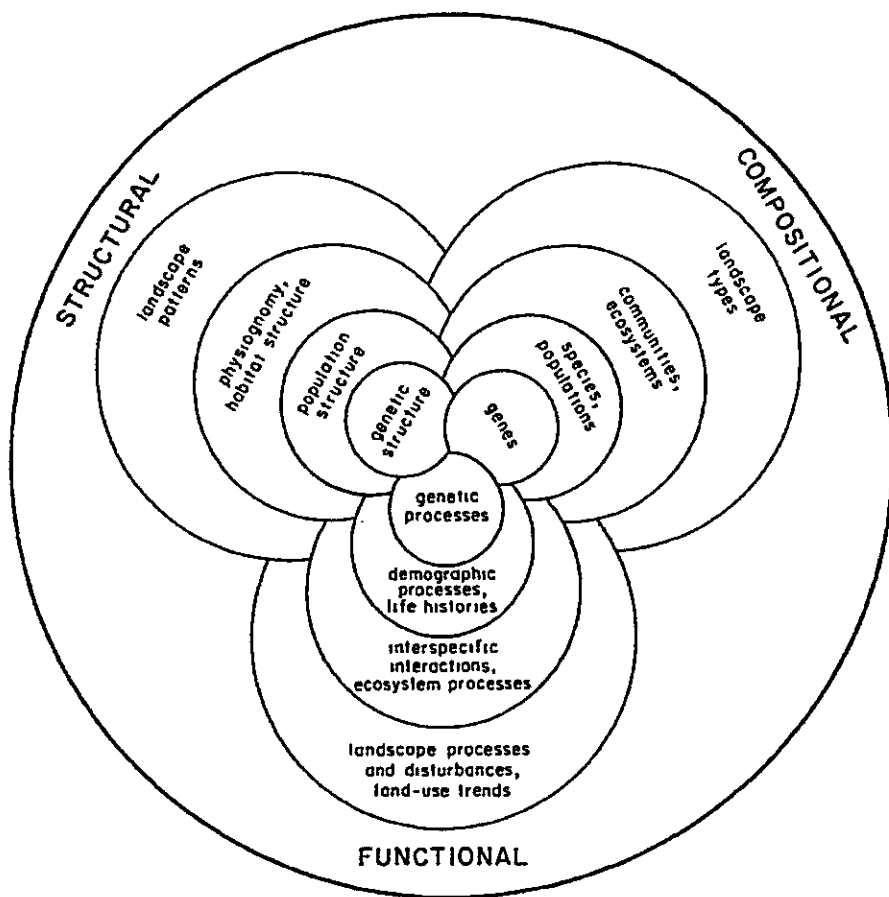 STRUCTURAL
landscape
patterns
physiognomy,
habitat structure
population
structure
genetic
structure
COMPOSITIONAL
landscape
types
communities,
ecosystems
species,
populations
genes
genetic
processes
demographic
processes,
life histories
interspecific
interactions,
ecosystem processes
landscape processes
and disturbances,
land-use trends
FUNCTIONAL